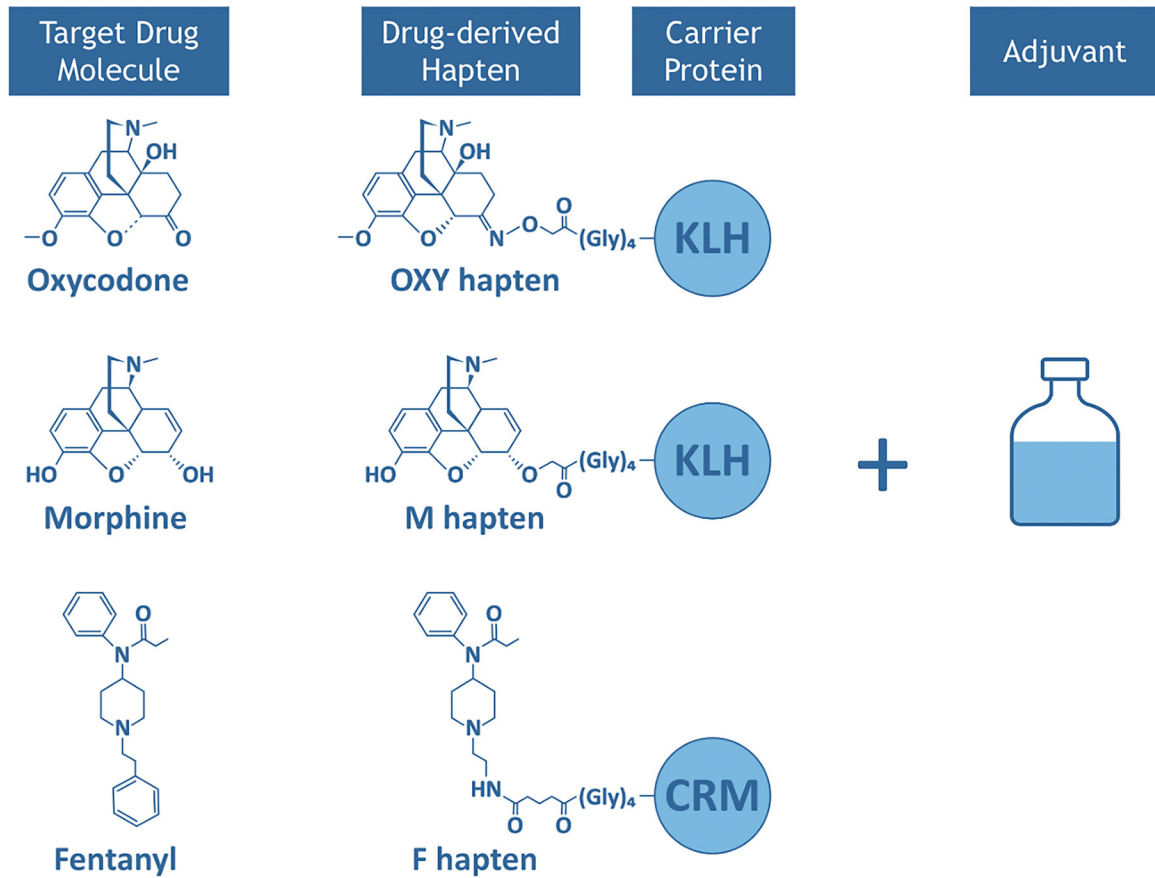 Target Drug
Molecule
Drug-derived
Hapten
Carrier
Protein
Adjuvant
N
OH
O
O
O
Oxycodone
N
OH
O
O
N
O
O
(Gly)₄
OXY hapten
KLH
N
HO
O
OH
Morphine
N
HO
O
O
O
(Gly)₄
M hapten
KLH
+
O
N
N
Fentanyl
O
N
N
HN
O
O
(Gly)₄
F hapten
CRM